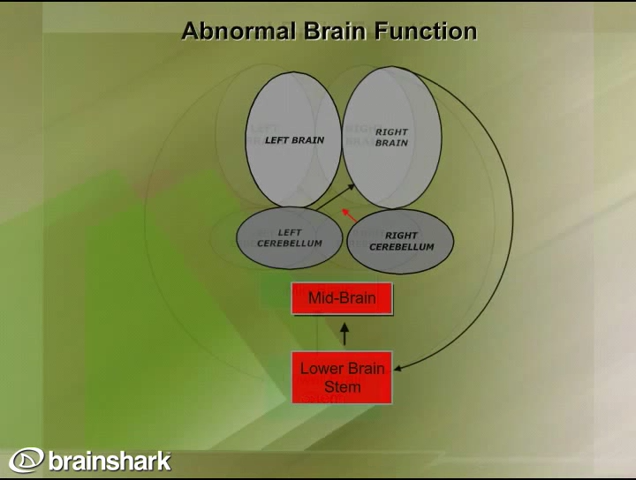 Abnormal Brain Function
LEFT BRAIN
RIGHT
BRAIN
LEFT
CEREBELLUM
RIGHT
CEREBELLUM
Mid-Brain
Lower Brain
Stem
brainshark